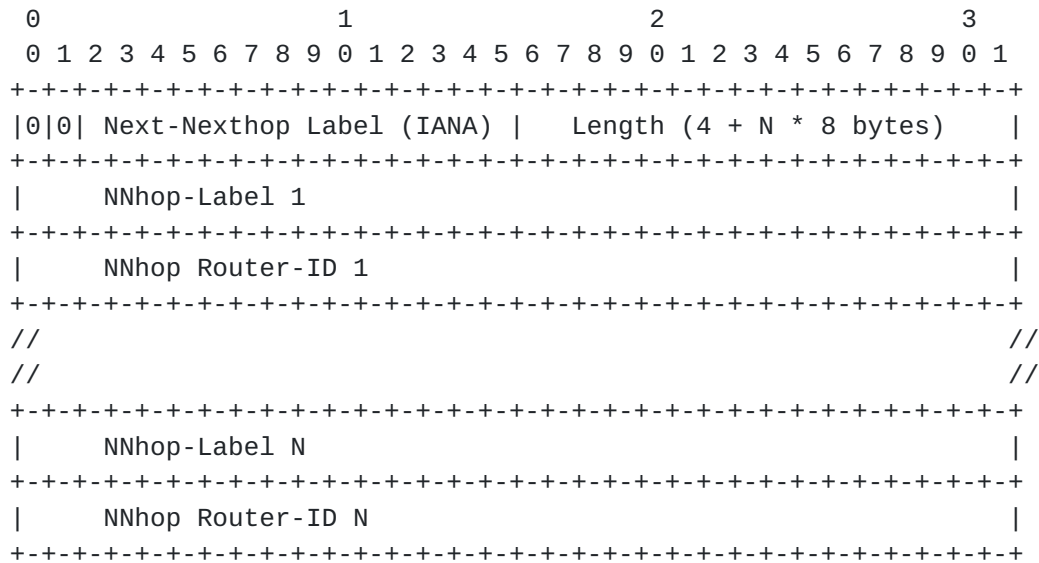 0                   1                   2                   3
 0 1 2 3 4 5 6 7 8 9 0 1 2 3 4 5 6 7 8 9 0 1 2 3 4 5 6 7 8 9 0 1
+-+-+-+-+-+-+-+-+-+-+-+-+-+-+-+-+-+-+-+-+-+-+-+-+-+-+-+-+-+-+-+-+
|0|0| Next-Nexthop Label (IANA) |   Length (4 + N * 8 bytes)    |
+-+-+-+-+-+-+-+-+-+-+-+-+-+-+-+-+-+-+-+-+-+-+-+-+-+-+-+-+-+-+-+-+
|     NNhop-Label 1                                             |
+-+-+-+-+-+-+-+-+-+-+-+-+-+-+-+-+-+-+-+-+-+-+-+-+-+-+-+-+-+-+-+-+
|     NNhop Router-ID 1                                         |
+-+-+-+-+-+-+-+-+-+-+-+-+-+-+-+-+-+-+-+-+-+-+-+-+-+-+-+-+-+-+-+-+
//                                                              //
//                                                              //
+-+-+-+-+-+-+-+-+-+-+-+-+-+-+-+-+-+-+-+-+-+-+-+-+-+-+-+-+-+-+-+-+
|     NNhop-Label N                                             |
+-+-+-+-+-+-+-+-+-+-+-+-+-+-+-+-+-+-+-+-+-+-+-+-+-+-+-+-+-+-+-+-+
|     NNhop Router-ID N                                         |
+-+-+-+-+-+-+-+-+-+-+-+-+-+-+-+-+-+-+-+-+-+-+-+-+-+-+-+-+-+-+-+-+